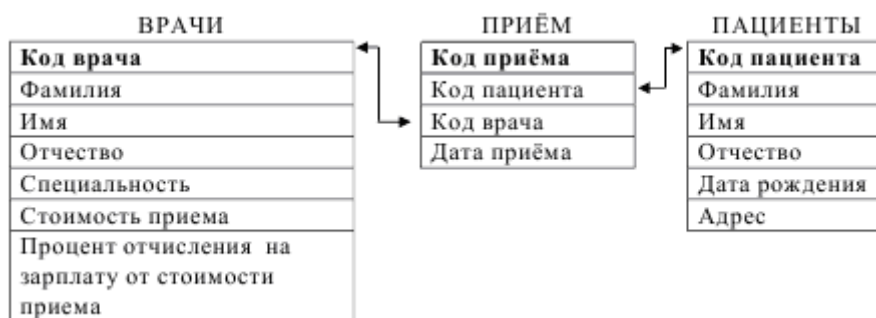 ВРАЧИ
Код врача
Фамилия
Имя
Отчество
Специальность
Стоимость приема
Процент отчисления на
зарплату от стоимости
приема
ПРИЁМ
Код приёма
Код пациента
Код врача
Дата приёма
ПАЦИЕНТЫ
Код пациента
Фамилия
Имя
Отчество
Дата рождения
Адрес